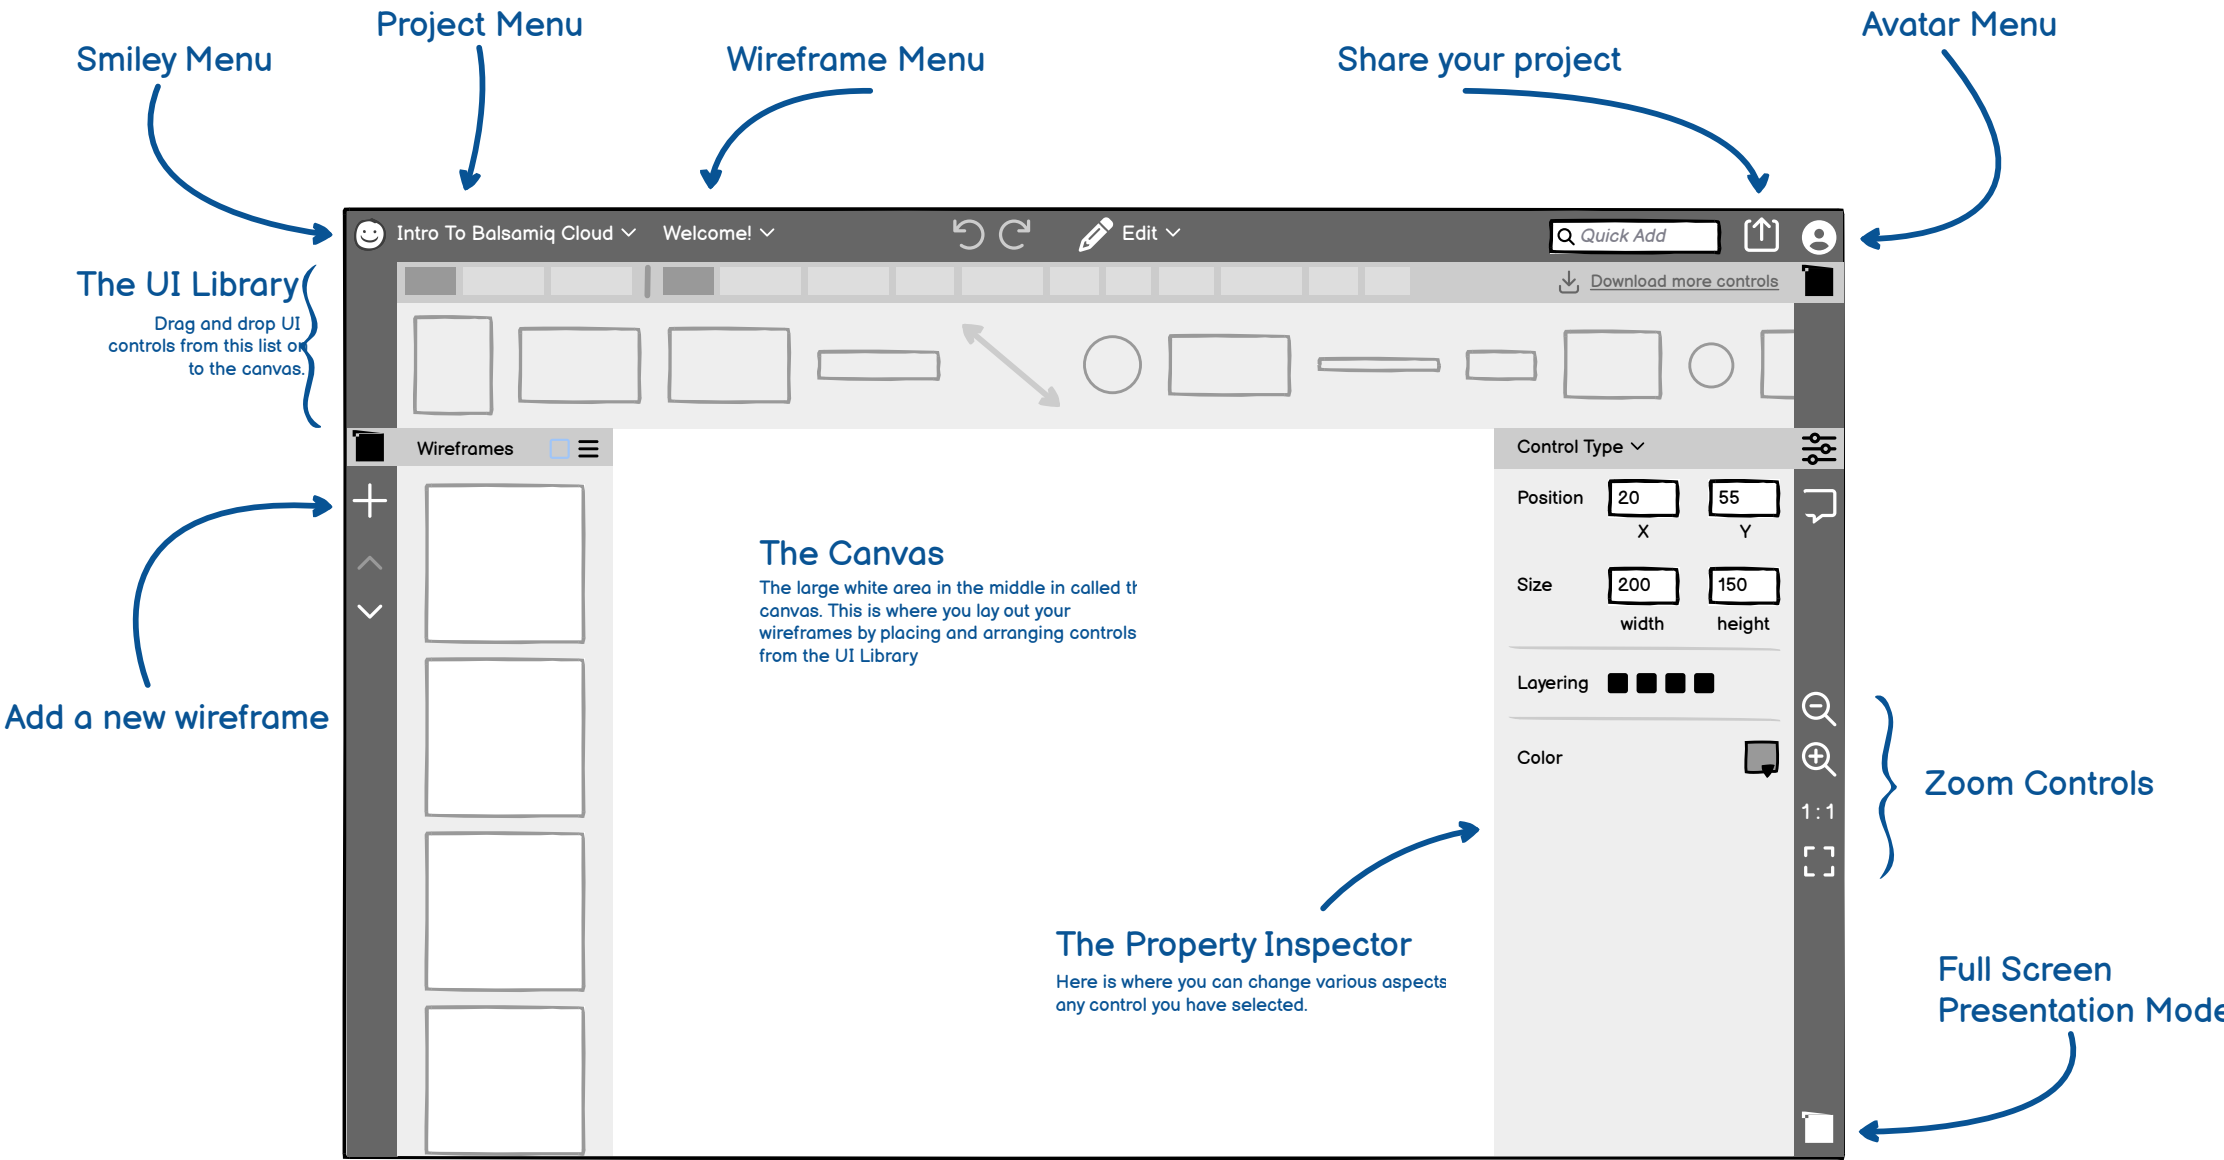 Project Menu
Avatar Menu
Smiley Menu
Wireframe Menu
Share your project
Intro To Balsamiq Cloud
Welcome!
Edit
Quick Add
The UI Library
Download more controls
Drag and drop UI
controls from this list on
to the canvas.
Wireframes
Control Type
Position
20
55
X
Y
The Canvas
The large white area in the middle in called th
canvas. This is where you lay out your
wireframes by placing and arranging controls
from the UI Library
Size
200
150
width
height
Layering
Add a new wireframe
Color
Zoom Controls
1:1
The Property Inspector
Here is where you can change various aspects
any control you have selected.
Full Screen
Presentation Mode